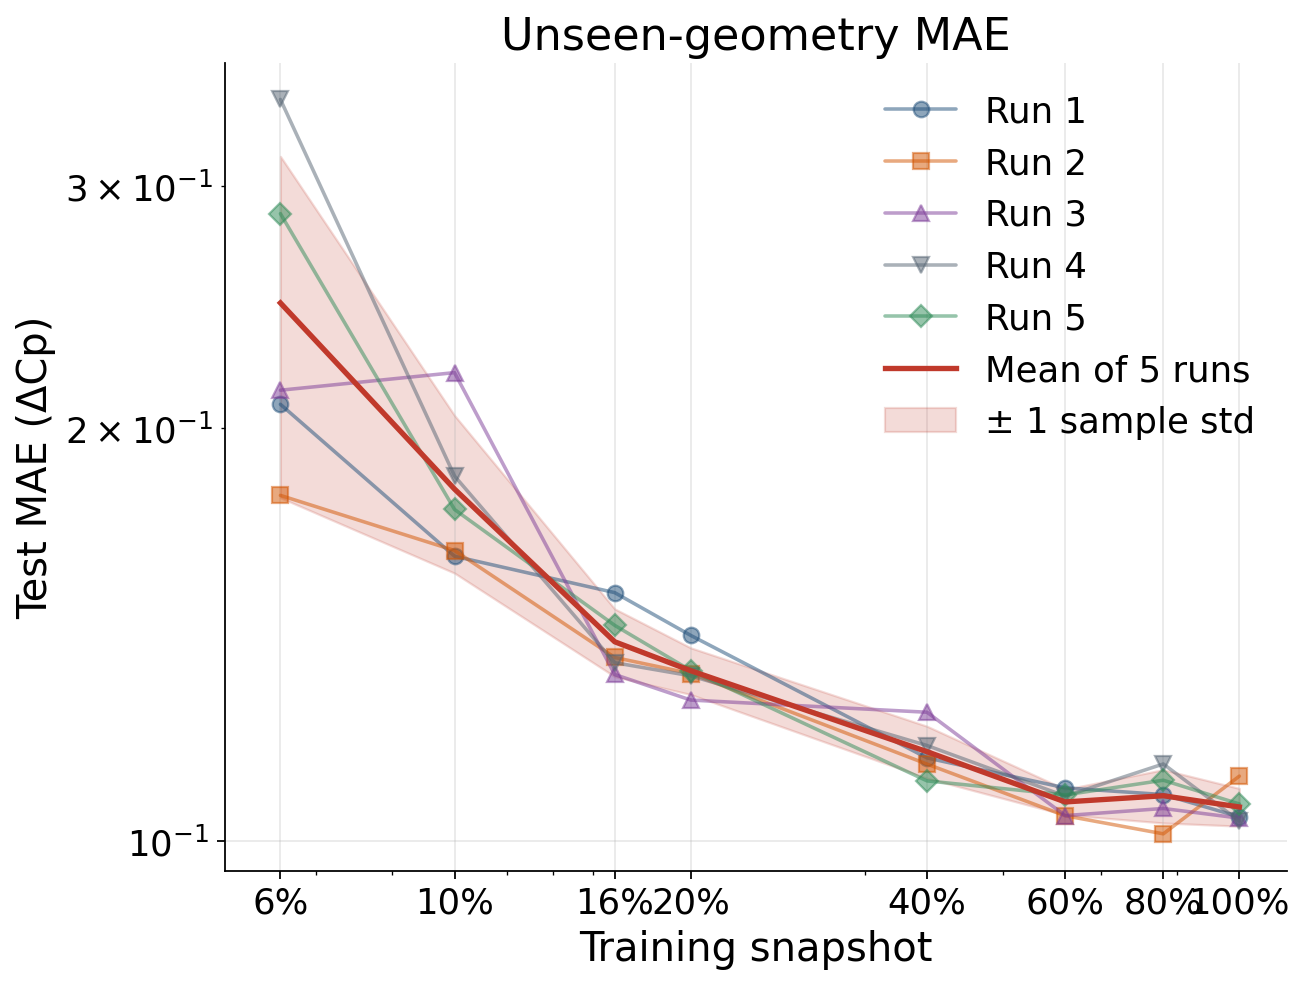 Unseen-geometry MAE
Run 1
Run 2
Run 3
Run 4
Run 5
Mean of 5 runs
± 1 sample std
Test MAE (ΔCp)
3 × 10⁻¹
2 × 10⁻¹
10⁻¹
6% 10% 16% 20% 40% 60% 80% 100%
Training snapshot